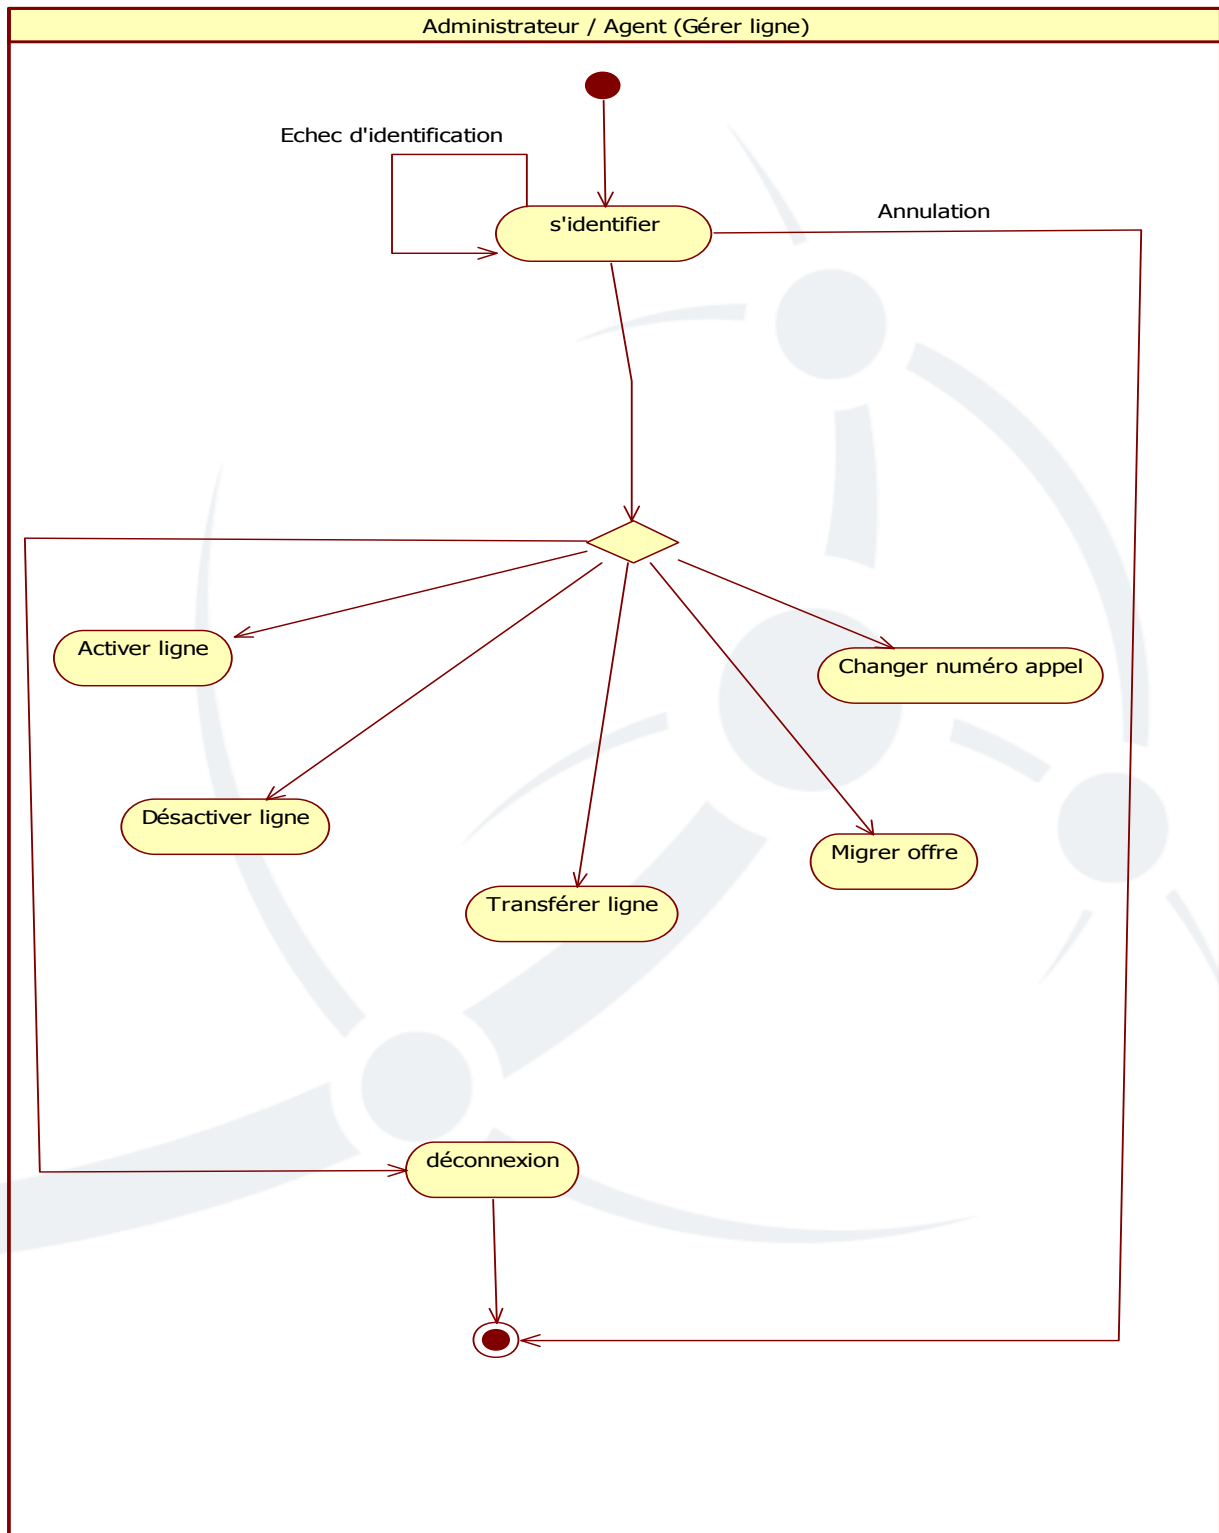 Administrateur / Agent (Gérer ligne)
Echec d'identification
Annulation
s'identifier
Activer ligne
Changer numéro appel
Désactiver ligne
Migrer offre
Transférer ligne
déconnexion